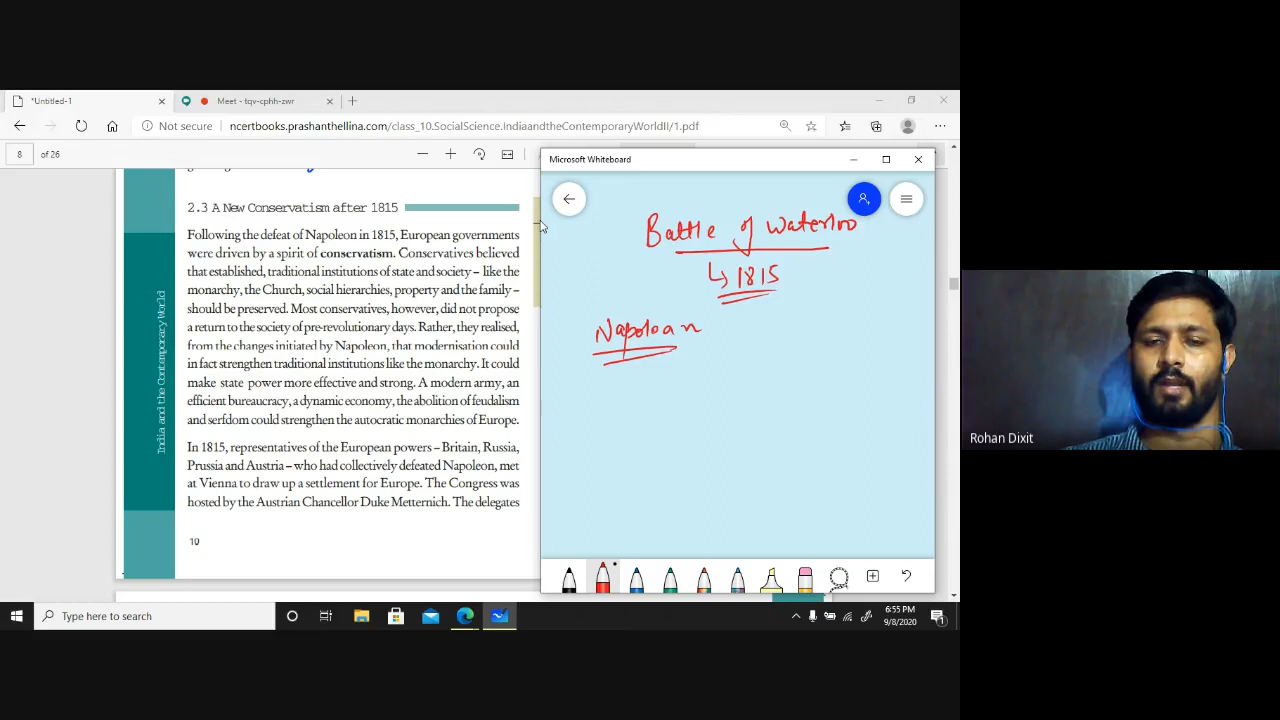 *Untitled-1
Meet - tqv-cphh-zwr
Not secure
ncertbooks.prashanthellina.com/class_10.SocialScience.IndiaandtheContemporaryWorldII/1.pdf
8 of 26
2.3 A New Conservatism after 1815
Following the defeat of Napoleon in 1815, European governments
were driven by a spirit of conservatism. Conservatives believed
that established, traditional institutions of state and society – like the
monarchy, the Church, social hierarchies, property and the family –
should be preserved. Most conservatives, however, did not propose
a return to the society of pre-revolutionary days. Rather, they realised,
from the changes initiated by Napoleon, that modernisation could
in fact strengthen traditional institutions like the monarchy. It could
make state power more effective and strong. A modern army, an
efficient bureaucracy, a dynamic economy, the abolition of feudalism
and serfdom could strengthen the autocratic monarchies of Europe.
In 1815, representatives of the European powers – Britain, Russia,
Prussia and Austria – who had collectively defeated Napoleon, met
at Vienna to draw up a settlement for Europe. The Congress was
hosted by the Austrian Chancellor Duke Metternich. The delegates
10
India and the Contemporary World
Microsoft Whiteboard
Battle of Waterloo
↳ 1815
Napoloan
Rohan Dixit
Type here to search
6:55 PM
9/8/2020
1